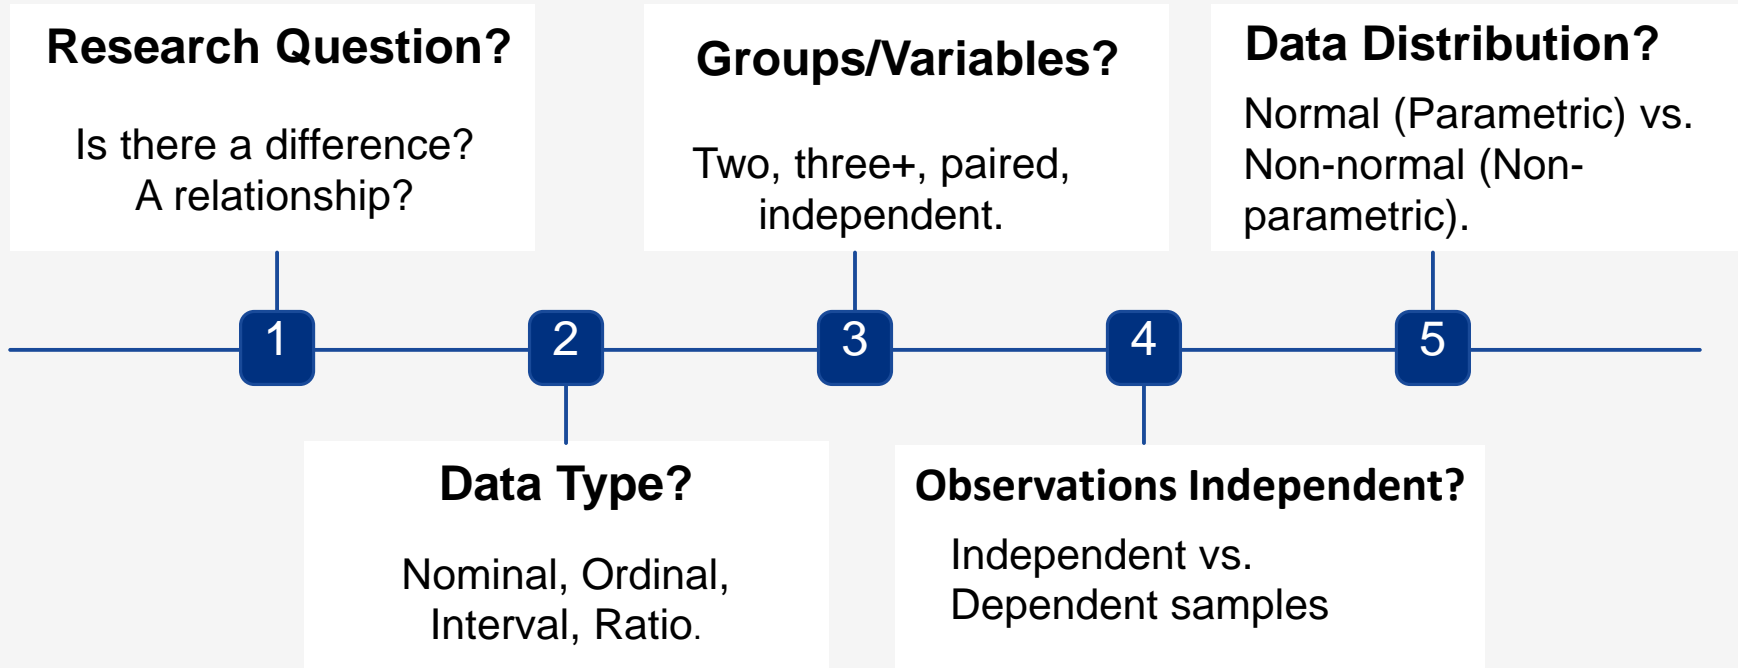 Research Question?
Is there a difference?
A relationship?
1
Data Type?
Nominal, Ordinal,
Interval, Ratio.
2
Groups/Variables?
Two, three+, paired,
independent.
3
Observations Independent?
Independent vs.
Dependent samples
4
Data Distribution?
Normal (Parametric) vs.
Non-normal (Non-
parametric).
5